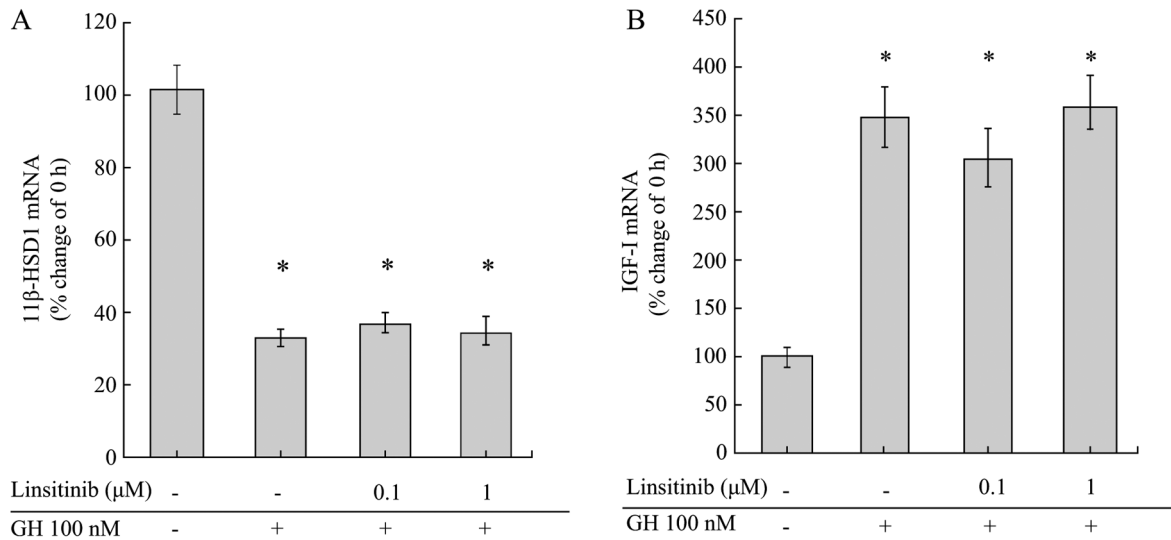 A
120
100
80
60
40
20
0
11β-HSD1 mRNA
(% change of 0 h)
* * *
Linsitinib (μM) - - 0.1 1
GH 100 nM - + + +
B
450
400
350
300
250
200
150
100
50
0
IGF-I mRNA
(% change of 0 h)
* * *
Linsitinib (μM) - - 0.1 1
GH 100 nM - + + +